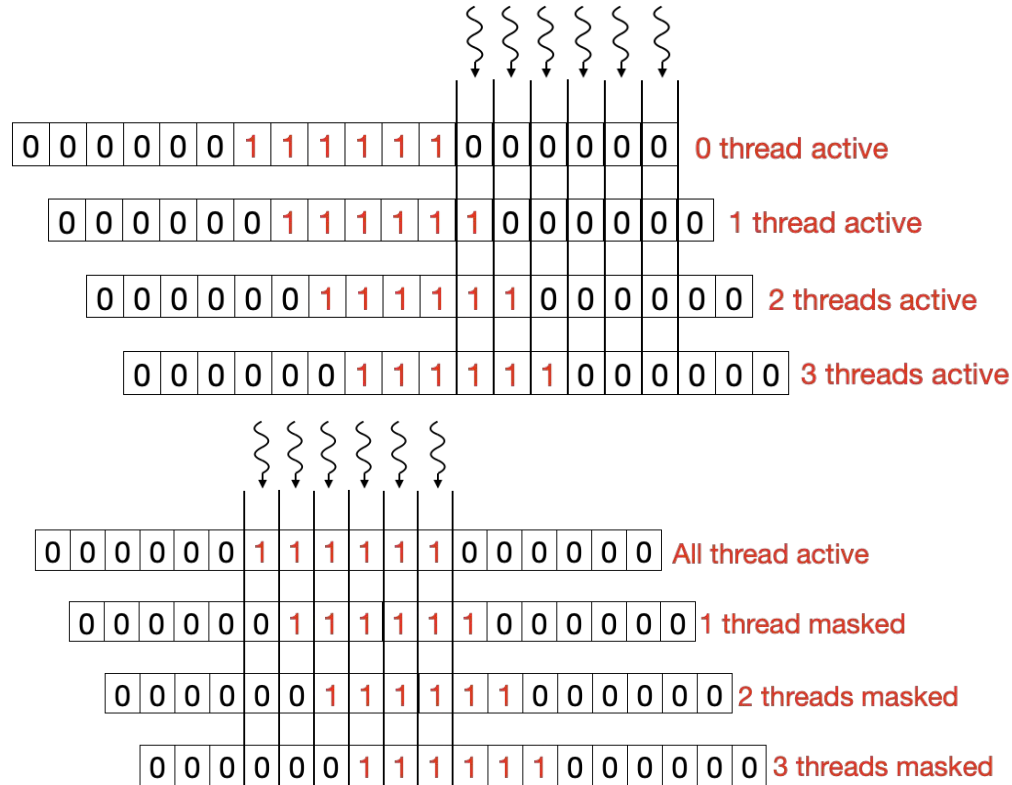 0 0 0 0 0 0 1 1 1 1 1 1 0 0 0 0 0 0 0 thread active
0 0 0 0 0 0 1 1 1 1 1 1 0 0 0 0 0 0 1 thread active
0 0 0 0 0 0 1 1 1 1 1 1 0 0 0 0 0 0 2 threads active
0 0 0 0 0 0 1 1 1 1 1 1 0 0 0 0 0 0 3 threads active
0 0 0 0 0 0 1 1 1 1 1 1 0 0 0 0 0 0 All thread active
0 0 0 0 0 0 1 1 1 1 1 1 0 0 0 0 0 0 1 thread masked
0 0 0 0 0 0 1 1 1 1 1 1 0 0 0 0 0 0 2 threads masked
0 0 0 0 0 0 1 1 1 1 1 1 0 0 0 0 0 0 3 threads masked